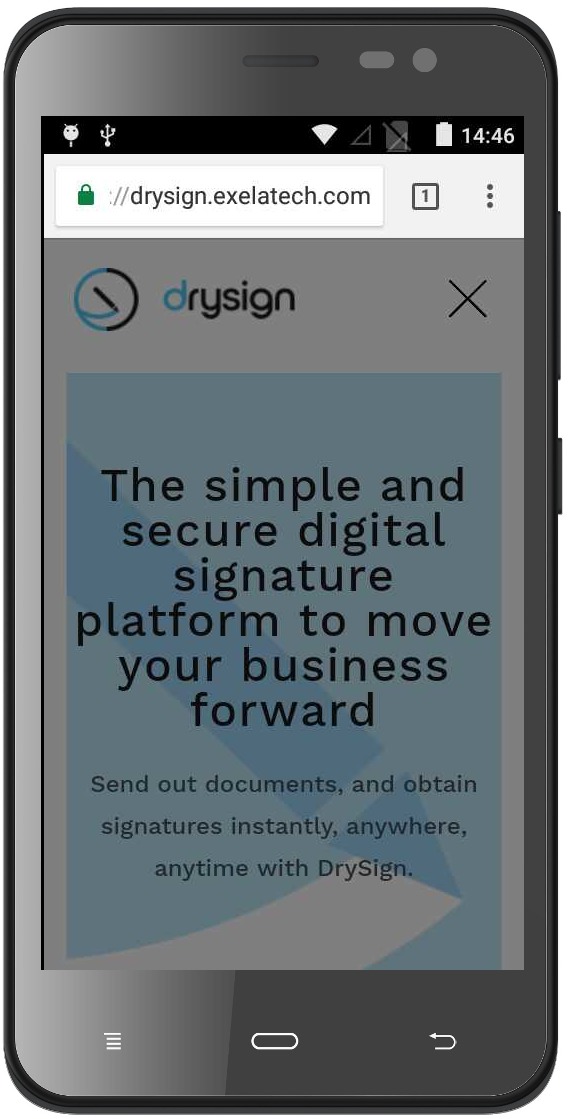 14:46
://drysign.exelatech.com
1
drysign
The simple and
secure digital
signature
platform to move
your business
forward
Send out documents, and obtain
signatures instantly, anywhere,
anytime with DrySign.